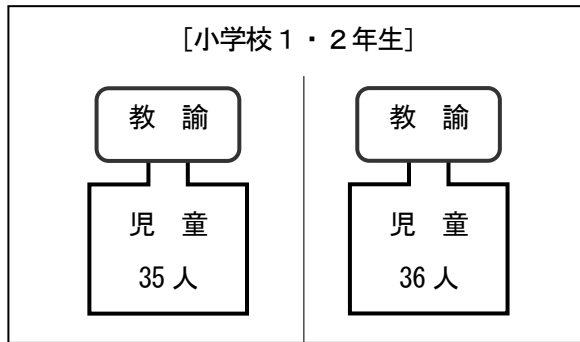 [小学校１・２年生]
教　諭
児　童
35 人
教　諭
児　童
36 人